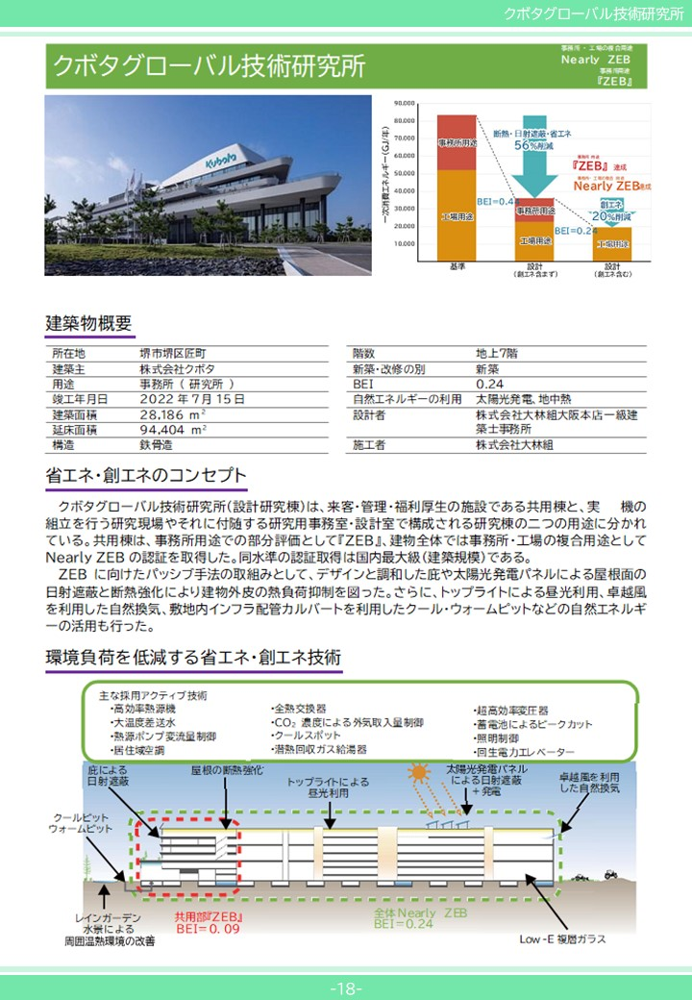 クボタグローバル技術研究所
クボタグローバル技術研究所
事務所・工場の複合用途
Nearly ZEB
事務所用途
『ZEB』
Kubota
一次消費エネルギー(GJ/年)
90,000
80,000
70,000
60,000
50,000
40,000
30,000
20,000
10,000
事務所用途
工場用途
断熱・日射遮蔽・省エネ
56%削減
BEI=0.44
事務所用途
工場用途
『ZEB』達成
Nearly ZEB達成
創エネ
20%削減
BEI=0.24
工場用途
基準
設計
(創エネ含まず)
設計
(創エネ含む)
建築物概要
所在地 堺市堺区匠町
建築主 株式会社クボタ
用途 事務所(研究所)
竣工年月日 2022年7月15日
建築面積 28,186 m²
延床面積 94,404 m²
構造 鉄骨造
階数 地上7階
新築・改修の別 新築
BEI 0.24
自然エネルギーの利用 太陽光発電、地中熱
設計者 株式会社大林組大阪本店一級建
築士事務所
施工者 株式会社大林組
省エネ・創エネのコンセプト
クボタグローバル技術研究所(設計研究棟)は、来客・管理・福利厚生の施設である共用棟と、実 機の
組立を行う研究現場やそれに付随する研究用事務室・設計室で構成される研究棟の二つの用途に分かれ
ている。共用棟は、事務所用途での部分評価として『ZEB』、建物全体では事務所・工場の複合用途として
Nearly ZEB の認証を取得した。同水準の認証取得は国内最大級(建築規模)である。
ZEB に向けたパッシブ手法の取組みとして、デザインと調和した庇や太陽光発電パネルによる屋根面の
日射遮蔽と断熱強化により建物外皮の熱負荷抑制を図った。さらに、トップライトによる昼光利用、卓越風
を利用した自然換気、敷地内インフラ配管カルバートを利用したクール・ウォームピットなどの自然エネルギ
ーの活用も行った。
環境負荷を低減する省エネ・創エネ技術
主な採用アクティブ技術
・高効率熱源機
・大温度差送水
・熱源ポンプ変流量制御
・居住域空調
・全熱交換器
・CO₂ 濃度による外気取入量制御
・クールスポット
・潜熱回収ガス給湯器
・超高効率変圧器
・蓄電池によるピークカット
・照明制御
・回生電力エレベーター
庇による
日射遮蔽
屋根の断熱強化
トップライトによる
昼光利用
太陽光発電パネル
による日射遮蔽
+発電
卓越風を利用
した自然換気
クールピット
ウォームピット
レインガーデン
水景による
周囲温熱環境の改善
共用部『ZEB』
BEI=0.09
全体Nearly ZEB
BEI=0.24
Low-E 複層ガラス
-18-